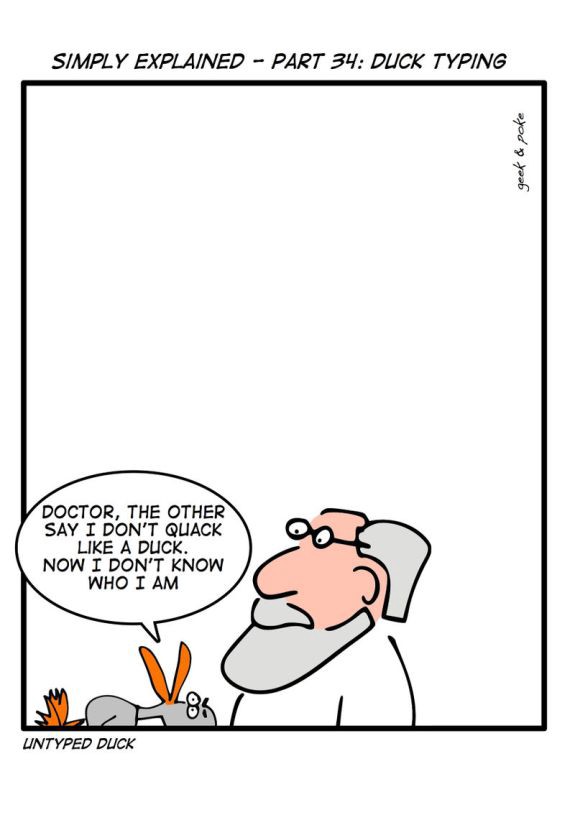 SIMPLY EXPLAINED - PART 34: DUCK TYPING
geek & poke
DOCTOR, THE OTHER
SAY I DON'T QUACK
LIKE A DUCK.
NOW I DON'T KNOW
WHO I AM
UNTYPED DUCK